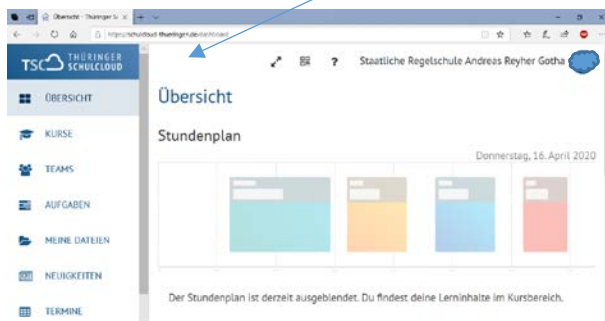 Übersicht - Thüringer S
https://schulcloud-thueringen.de/dashboard
TSC THÜRINGER
SCHULCLOUD
? Staatliche Regelschule Andreas Reyher Gotha
ÜBERSICHT
Übersicht
KURSE
Stundenplan
Donnerstag, 16. April 2020
TEAMS
AUFGABEN
MEINE DATEIEN
NEUIGKEITEN
Der Stundenplan ist derzeit ausgeblendet. Du findest deine Lerninhalte im Kursbereich.
TERMINE